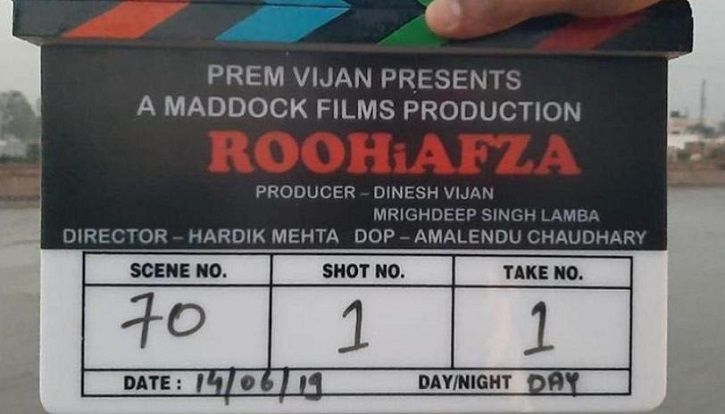 PREM VIJAN PRESENTS
A MADDOCK FILMS PRODUCTION
ROOHiAFZA
PRODUCER – DINESH VIJAN
MRIGHDEEP SINGH LAMBA
DIRECTOR – HARDIK MEHTA DOP – AMALENDU CHAUDHARY
SCENE NO. SHOT NO. TAKE NO.
70 1 1
DATE : 14/06/19 DAY/NIGHT DAY